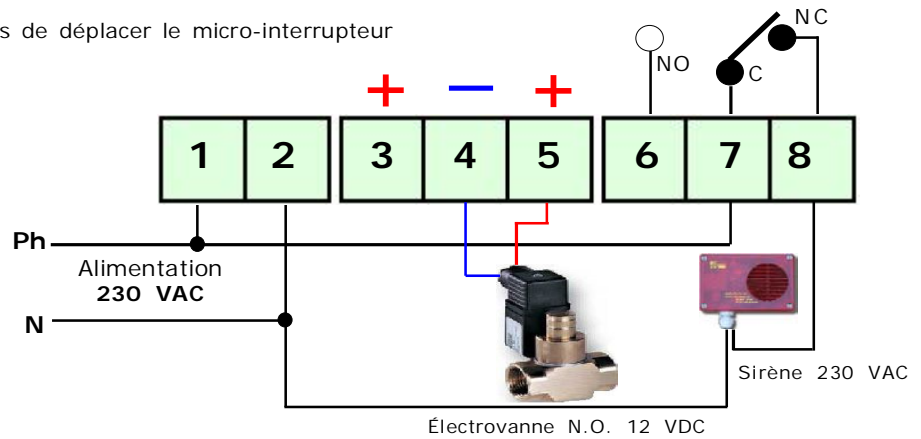 s de déplacer le micro-interrupteur
NC
NO
C
+ — +
1 2 3 4 5 6 7 8
Ph
Alimentation
230 VAC
N
Sirène 230 VAC
Électrovanne N.O. 12 VDC